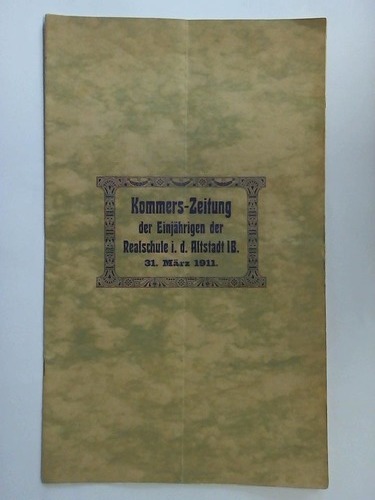 Kommers-Zeitung
der Einjährigen der
Realschule i. d. Altstadt IB.
31. März 1911.